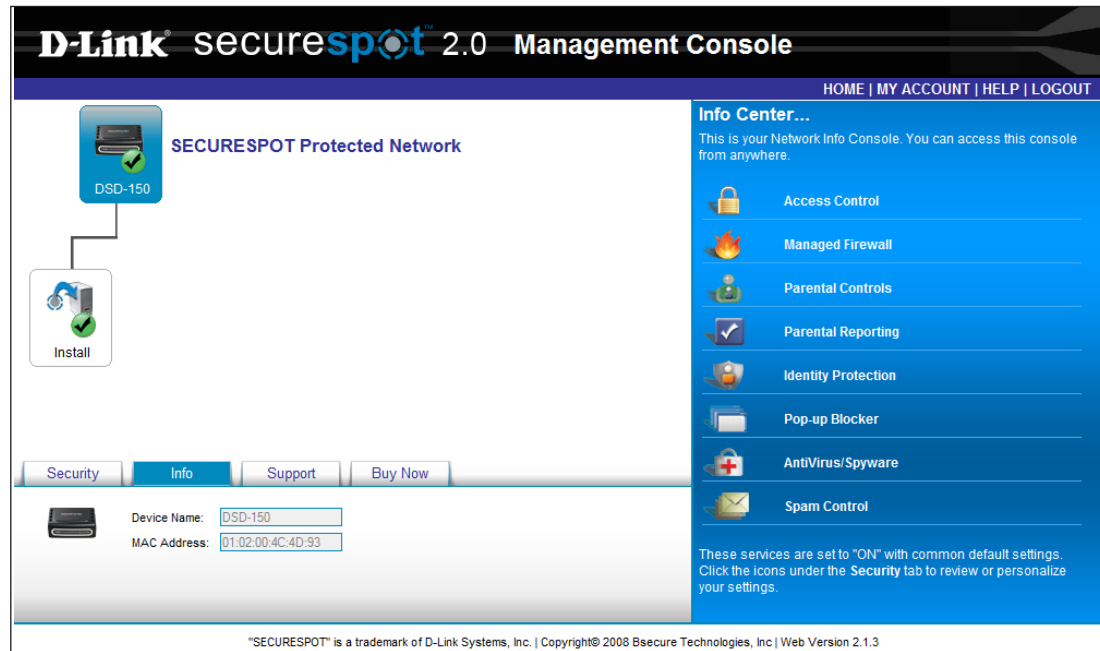 D-Link® securespot™ 2.0 Management Console
HOME | MY ACCOUNT | HELP | LOGOUT
DSD-150
SECURESPOT Protected Network
Install
Info Center...
This is your Network Info Console. You can access this console
from anywhere.
Access Control
Managed Firewall
Parental Controls
Parental Reporting
Identity Protection
Pop-up Blocker
AntiVirus/Spyware
Spam Control
These services are set to "ON" with common default settings.
Click the icons under the Security tab to review or personalize
your settings.
Security Info Support Buy Now
Device Name: DSD-150
MAC Address: 01:02:00:4C:4D:93
"SECURESPOT" is a trademark of D-Link Systems, Inc. | Copyright© 2008 Bsecure Technologies, Inc | Web Version 2.1.3